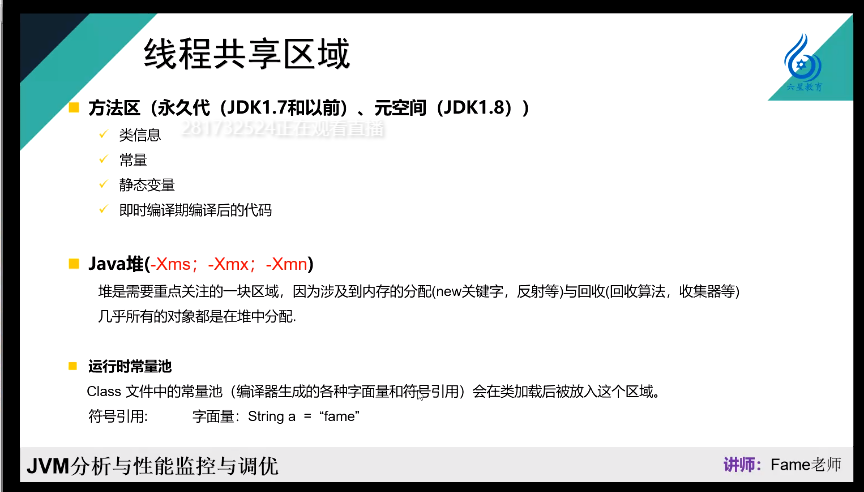 线程共享区域
六星教育
方法区（永久代（JDK1.7和以前）、元空间（JDK1.8））
281732524正在观看直播
类信息
常量
静态变量
即时编译期编译后的代码
Java堆(-Xms；-Xmx；-Xmn)
堆是需要重点关注的一块区域，因为涉及到内存的分配(new关键字，反射等)与回收(回收算法，收集器等)
几乎所有的对象都是在堆中分配.
运行时常量池
Class 文件中的常量池（编译器生成的各种字面量和符号引用）会在类加载后被放入这个区域。
符号引用: 字面量：String a = “fame”
JVM分析与性能监控与调优
讲师：Fame老师